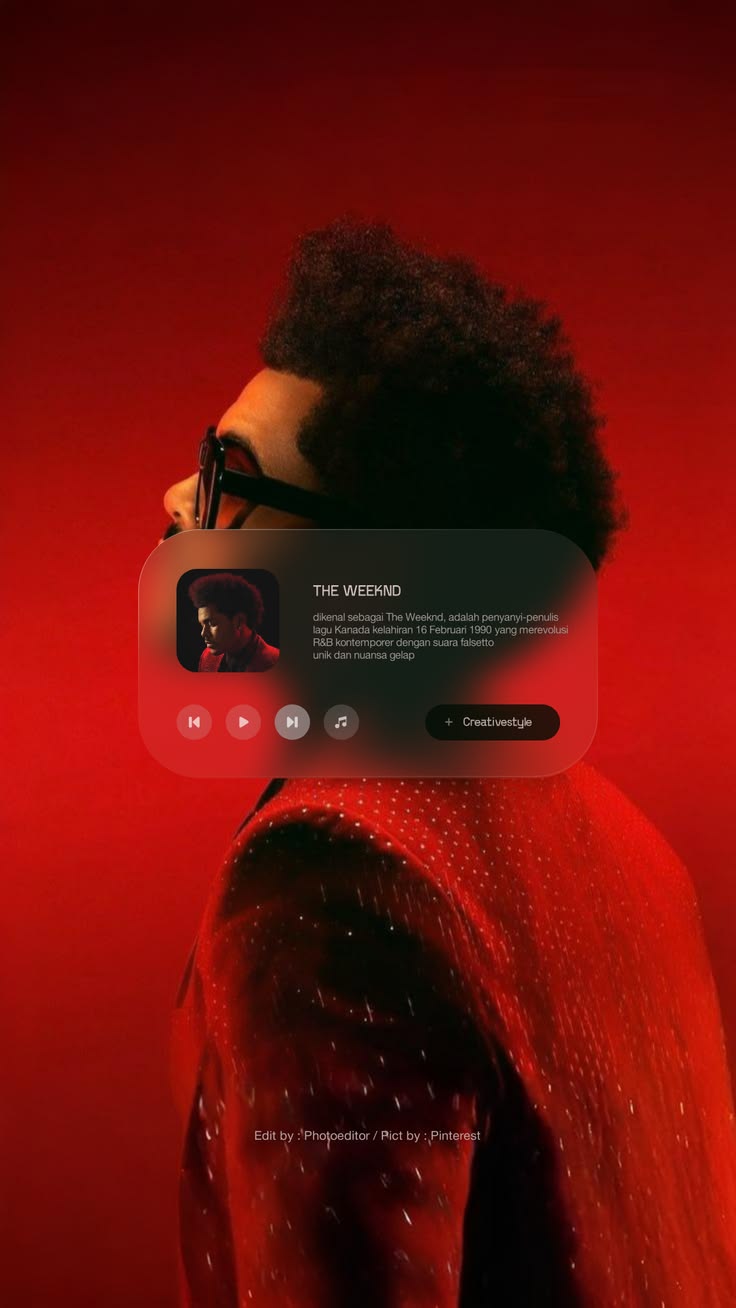 THE WEEKND
dikenal sebagai The Weeknd, adalah penyanyi-penulis
lagu Kanada kelahiran 16 Februari 1990 yang merevolusi
R&B kontemporer dengan suara falsetto
unik dan nuansa gelap
+ Creativestyle
Edit by : Photoeditor / Pict by : Pinterest